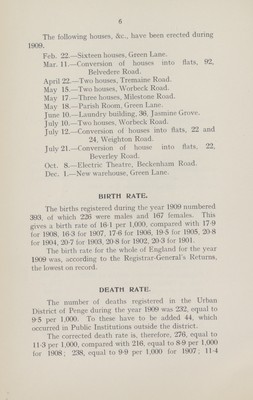 6
The following houses, &c., have been erected during
1909.
Feb. 22.—Sixteen houses, Green Lane.
Mar. 11.—Conversion of houses into flats, 92,
Belvedere Road.
April 22.—Two houses, Tremaine Road.
May 15.—Two houses, Worbeck Road.
May 17.—Three houses, Milestone Road.
May 18.—Parish Room, Green Lane.
June 10.—Laundry building, 36, Jasmine Grove.
July 10.—Two houses, Worbeck Road.
July 12.—Conversion of houses into flats, 22 and
24, Weighton Road.
July 21.—Conversion of house into flats, 22,
Beverley Road.
Oct. 8.—Electric Theatre, Beckenham Road.
Dec. 1.—New warehouse, Green Lane.
BIRTH RATE.
The births registered during the year 1909 numbered
393, of which 226 were males and 167 females. This
gives a birth rate of 16·1 per 1,000, compared with 17·9
for 1908, 16·3 for 1907, 17·6 for 1906, 19·5 for 1905, 20·8
for 1904, 20·7 for 1903, 20·8 for 1902, 20·3 for 1901.
The birth rate for the whole of England for the year
1909 was, according to the Registrar-General's Returns,
the lowest on record.
DEATH RATE.
The number of deaths registered in the Urban
District of Penge during the year 1909 was 232, equal to
9·5 per 1,000. To these have to be added 44, which
occurred in Public Institutions outside the district.
The corrected death rate is, therefore, 276, equal to
11·3 per 1,000, compared with 216, equal to 8·9 per 1,000
for 1908; 238, equal to 9·9 per 1,000 for 1907; 11·4